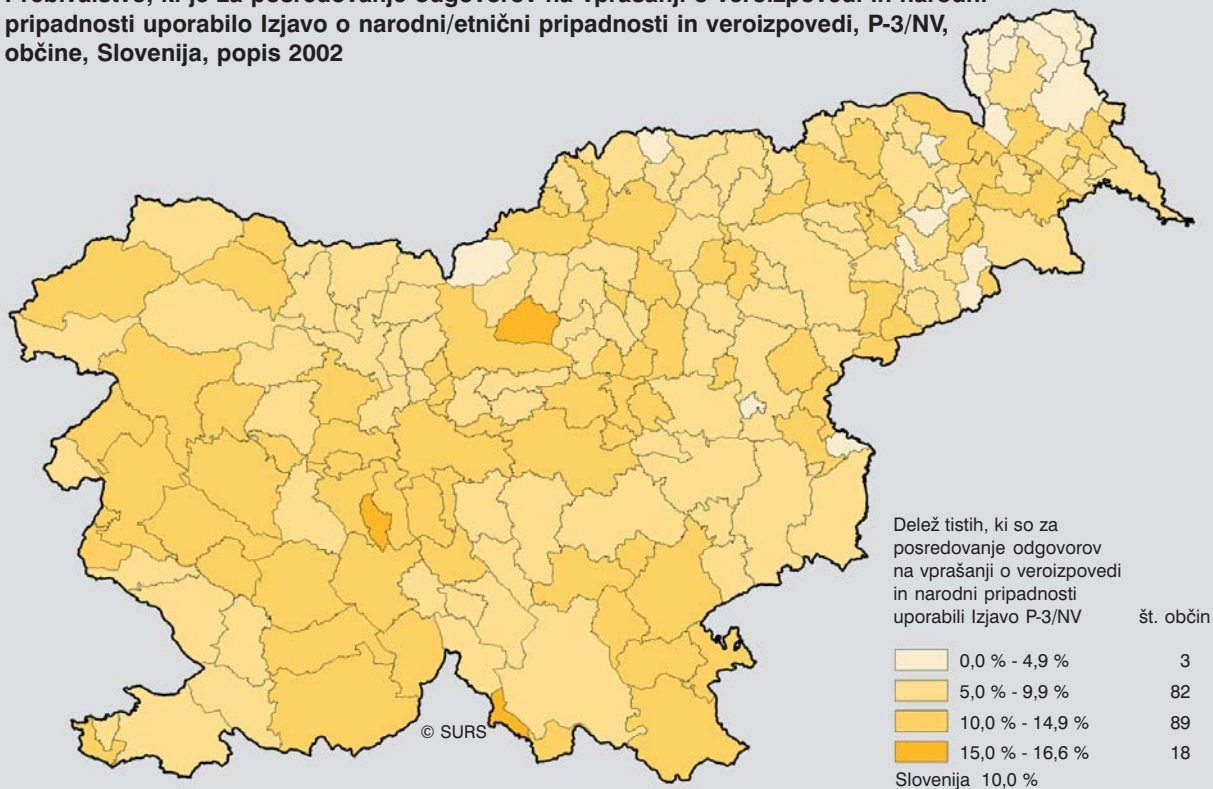 Prebivalstvo, ki je za posredovanje odgovorov na vprašanji o veroizpovedi in narodni
pripadnosti uporabilo Izjavo o narodni/etnični pripadnosti in veroizpovedi, P-3/NV,
občine, Slovenija, popis 2002
© SURS
Delež tistih, ki so za
posredovanje odgovorov
na vprašanji o veroizpovedi
in narodni pripadnosti
uporabili Izjavo P-3/NV št. občin
0,0 % - 4,9 % 3
5,0 % - 9,9 % 82
10,0 % - 14,9 % 89
15,0 % - 16,6 % 18
Slovenija 10,0 %